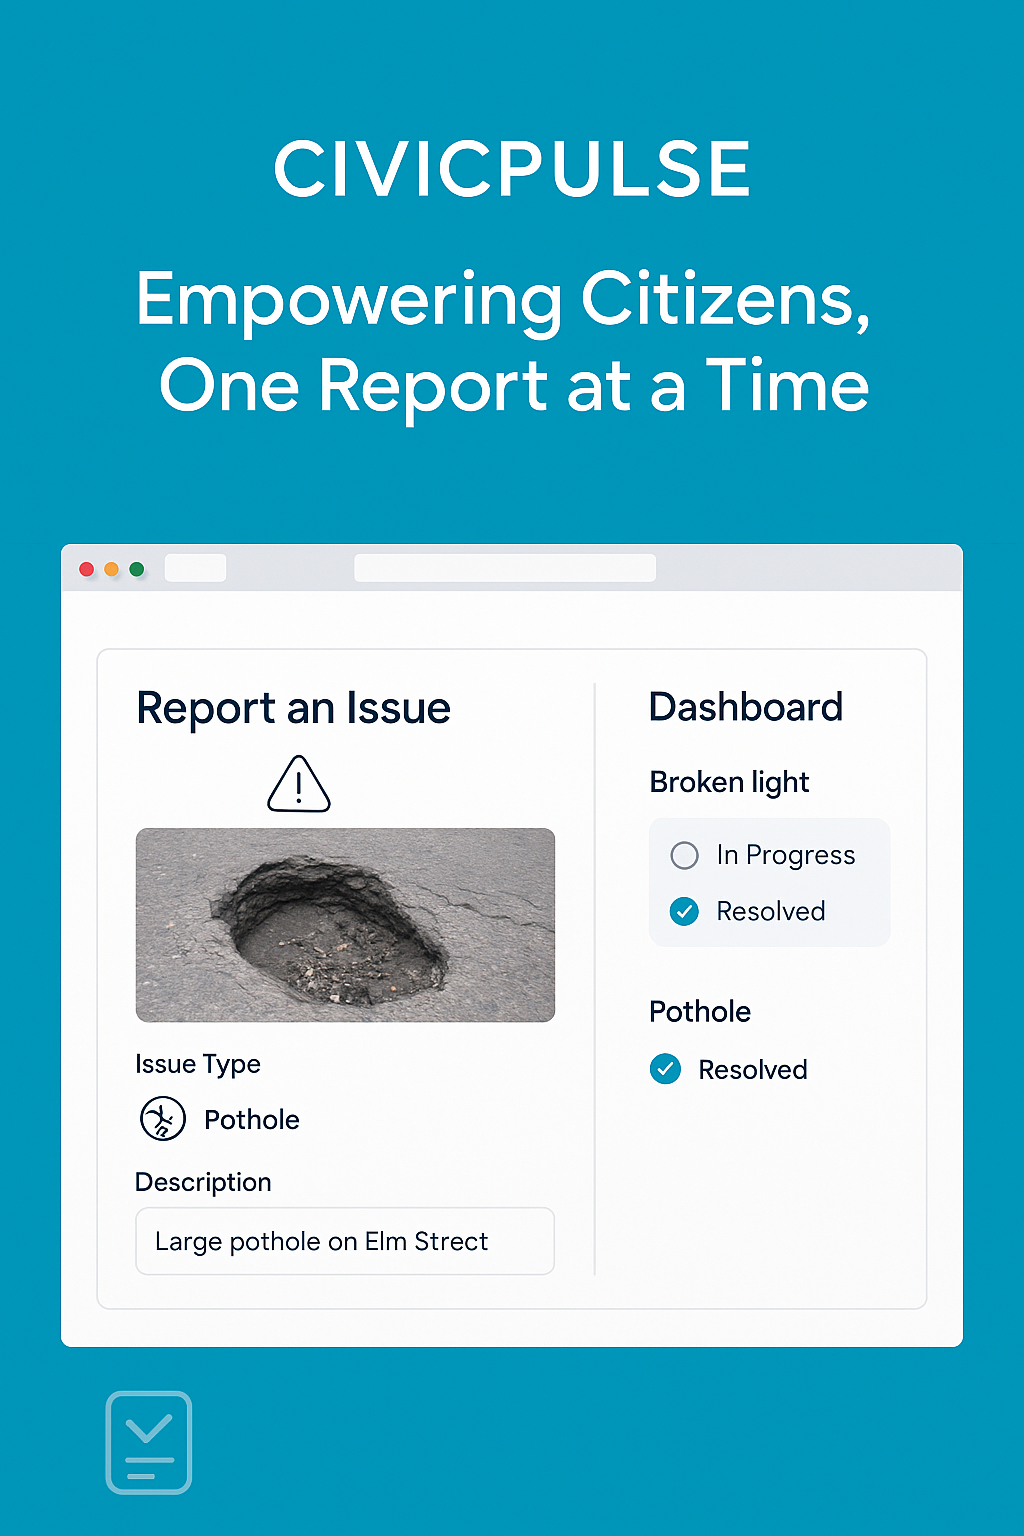 CIVICPULSE
Empowering Citizens,
One Report at a Time
Report an Issue
Issue Type
Pothole
Description
Large pothole on Elm Strect
Dashboard
Broken light
In Progress
Resolved
Pothole
Resolved